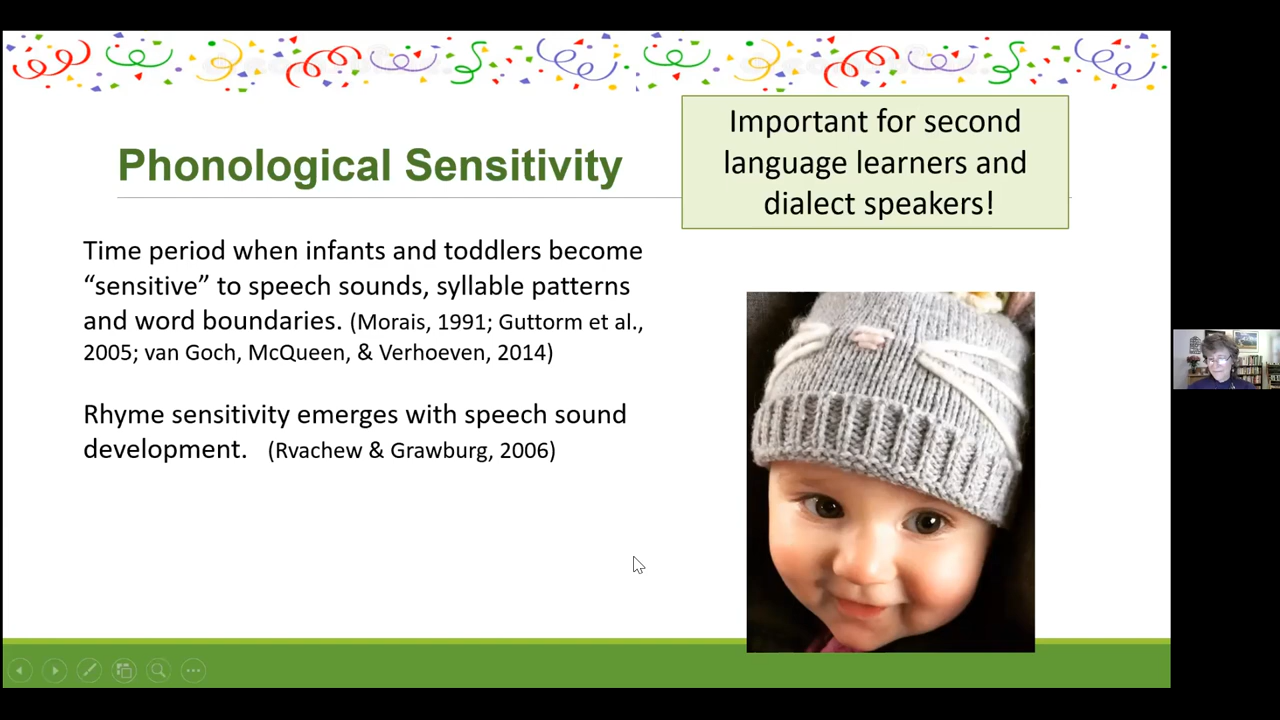 Phonological Sensitivity
Important for second
language learners and
dialect speakers!
Time period when infants and toddlers become
“sensitive” to speech sounds, syllable patterns
and word boundaries. (Morais, 1991; Guttorm et al.,
2005; van Goch, McQueen, & Verhoeven, 2014)
Rhyme sensitivity emerges with speech sound
development. (Rvachew & Grawburg, 2006)